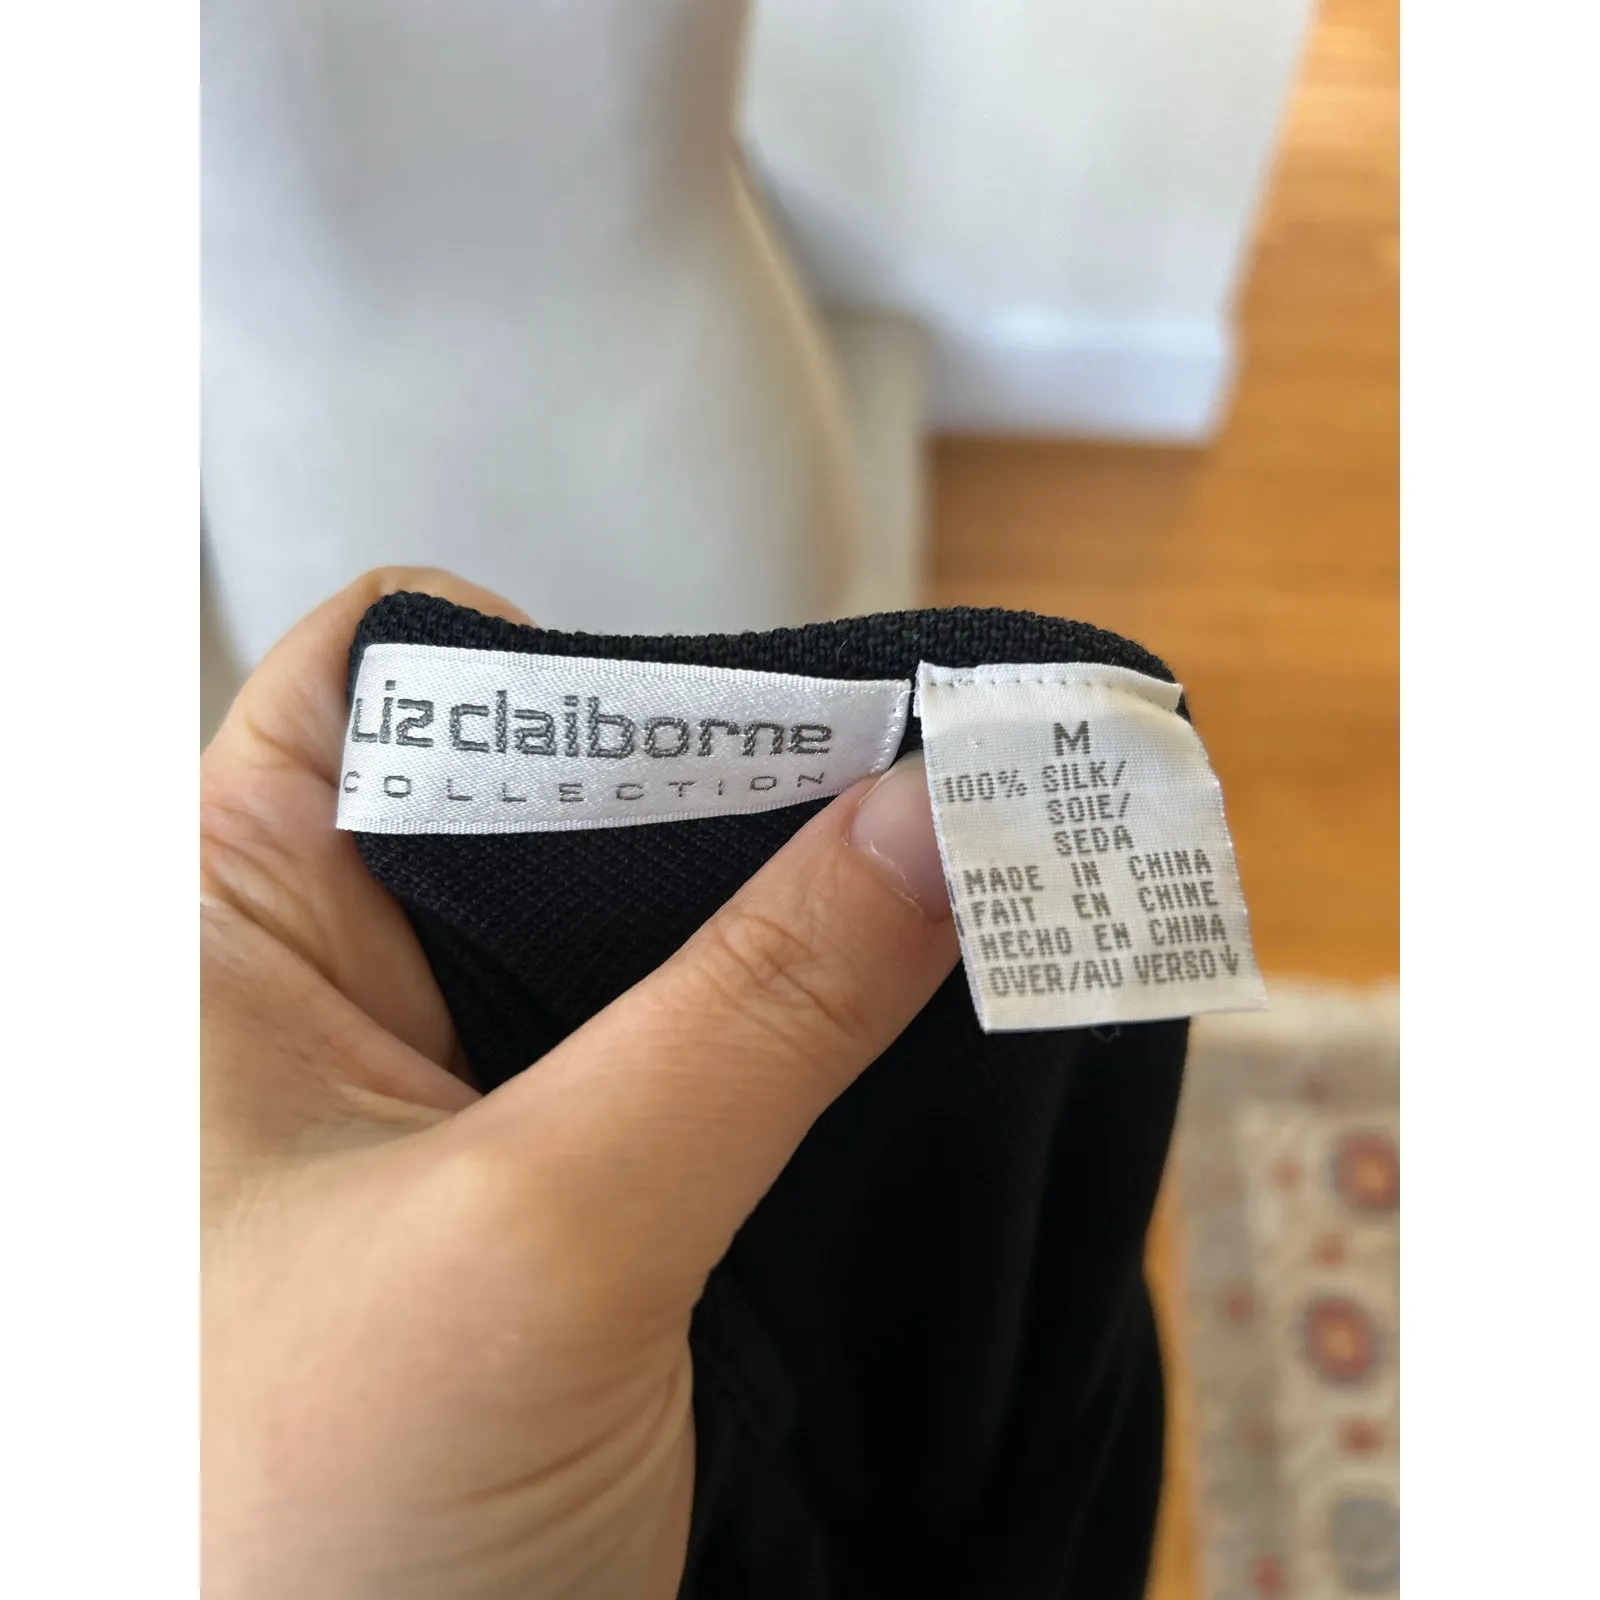 Liz claiborne
COLLECTION
M
100% SILK/
SOIE/
SEDA
MADE IN CHINA
FAIT EN CHINE
HECHO EN CHINA
OVER/AU VERSO↓